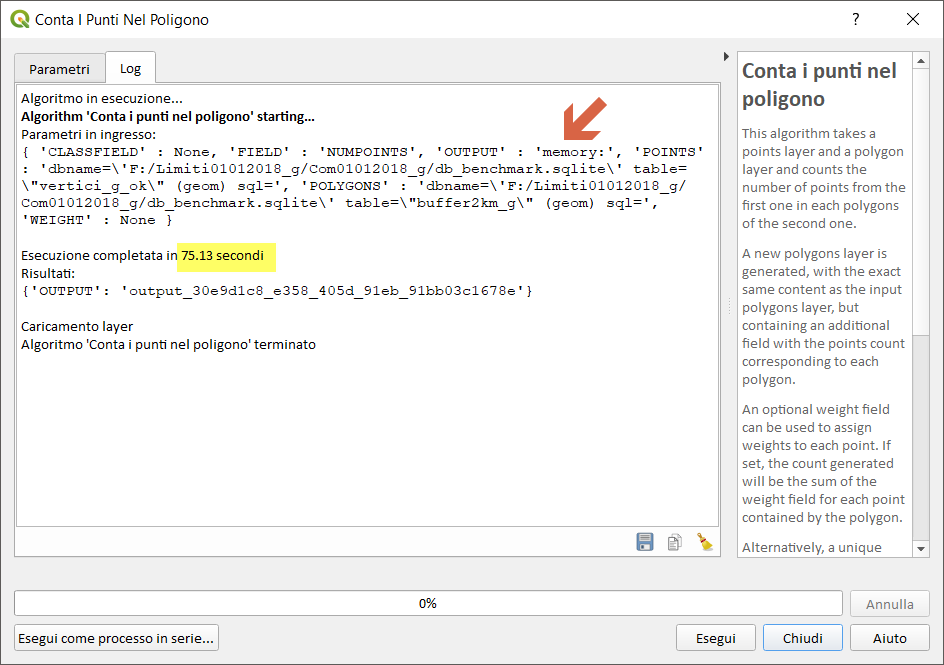 Conta I Punti Nel Poligono
?
Parametri
Log
Algoritmo in esecuzione...
Algorithm 'Conta i punti nel poligono' starting...
Parametri in ingresso:
{ 'CLASSFIELD' : None, 'FIELD' : 'NUMPOINTS', 'OUTPUT' : 'memory:', 'POINTS'
: 'dbname=\'F:/Limiti01012018_g/Com01012018_g/db_benchmark.sqlite\' table=
\"vertici_g_ok\" (geom) sql=', 'POLYGONS' : 'dbname=\'F:/Limiti01012018_g/
Com01012018_g/db_benchmark.sqlite\' table=\"buffer2km_g\" (geom) sql=',
'WEIGHT' : None }
Esecuzione completata in 75.13 secondi
Risultati:
{'OUTPUT': 'output_30e9d1c8_e358_405d_91eb_91bb03c1678e'}
Caricamento layer
Algoritmo 'Conta i punti nel poligono' terminato
Conta i punti nel
poligono
This algorithm takes a
points layer and a polygon
layer and counts the
number of points from the
first one in each polygons
of the second one.
A new polygons layer is
generated, with the exact
same content as the input
polygons layer, but
containing an additional
field with the points count
corresponding to each
polygon.
An optional weight field
can be used to assign
weights to each point. If
set, the count generated
will be the sum of the
weight field for each point
contained by the polygon.
Alternatively, a unique
0%
Annulla
Esegui come processo in serie...
Esegui
Chiudi
Aiuto